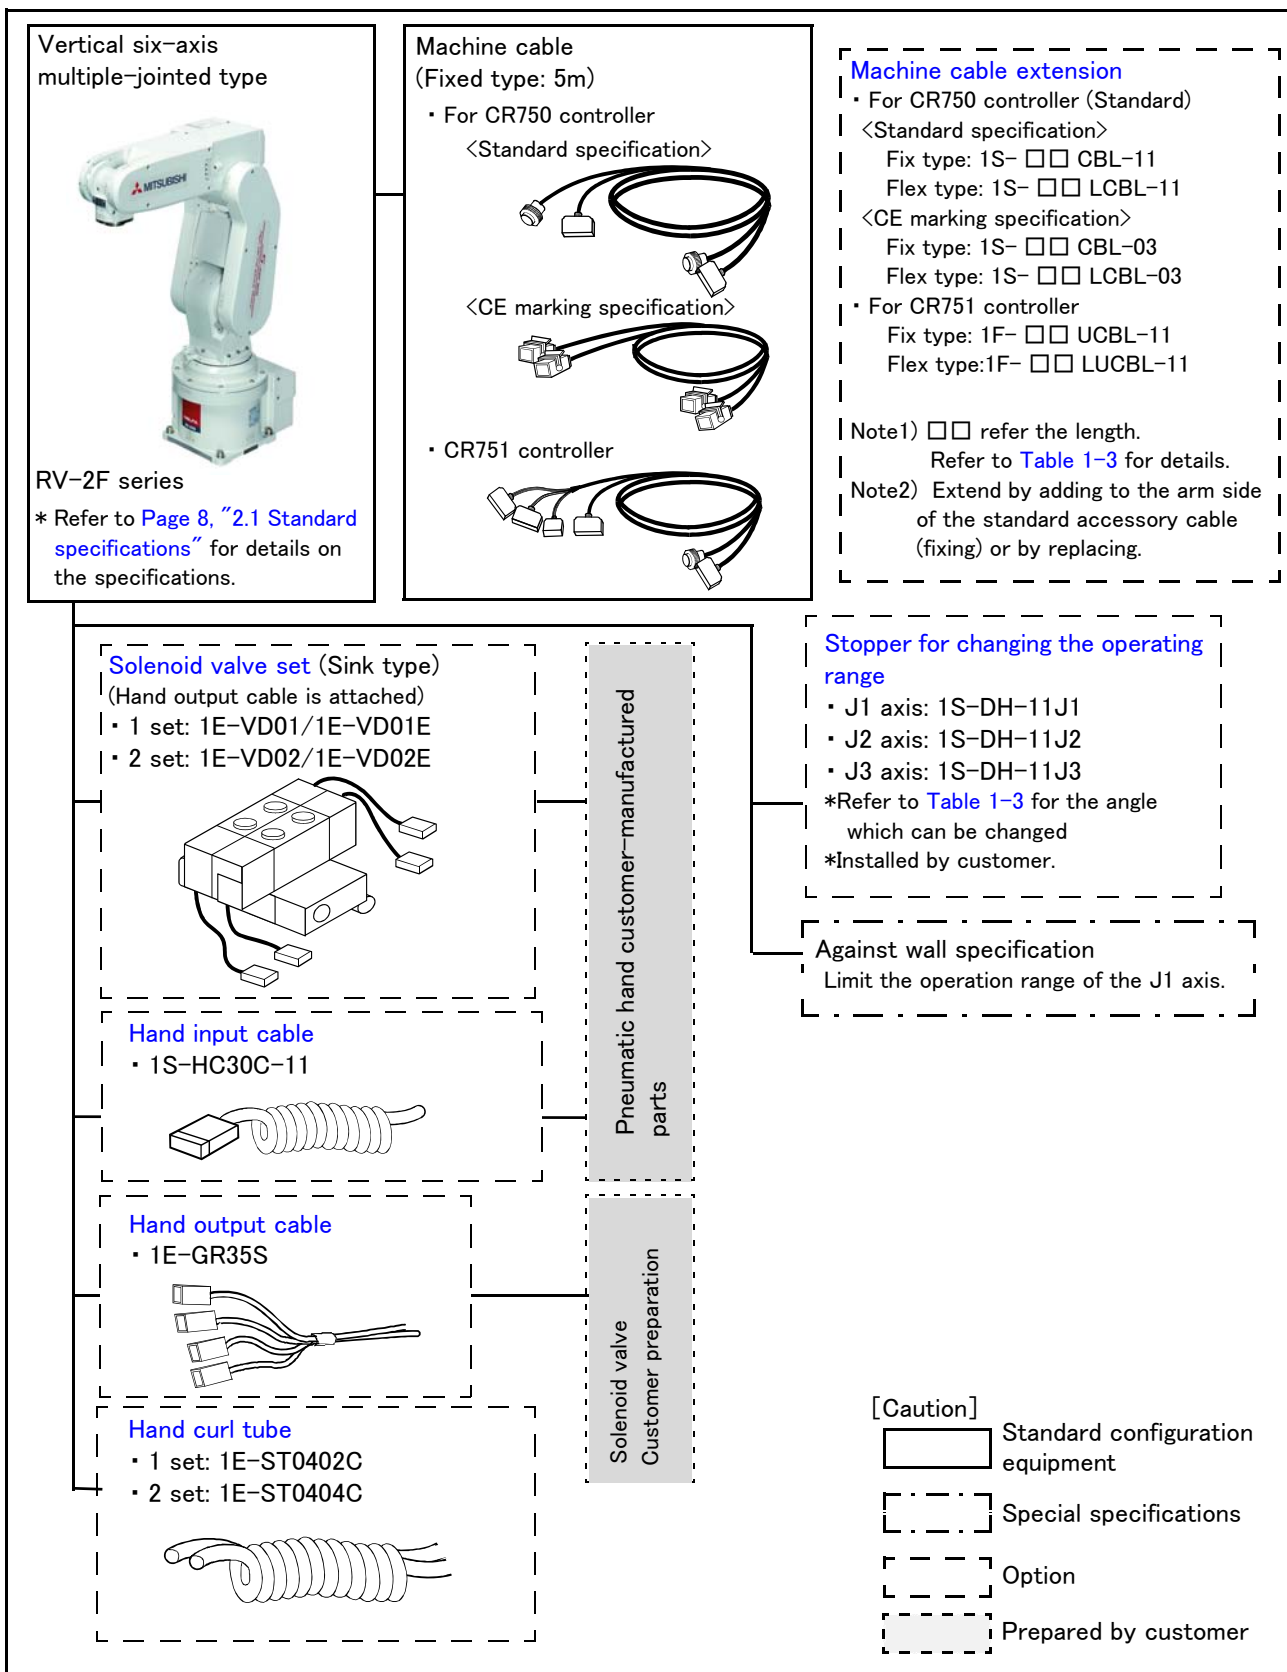 Vertical six-axis
multiple-jointed type
MITSUBISHI
RV-2F series
* Refer to Page 8, "2.1 Standard
specifications" for details on
the specifications.
Machine cable
(Fixed type: 5m)
・For CR750 controller
<Standard specification>
<CE marking specification>
・CR751 controller
Machine cable extension
・For CR750 controller (Standard)
<Standard specification>
Fix type: 1S- □□ CBL-11
Flex type: 1S- □□ LCBL-11
<CE marking specification>
Fix type: 1S- □□ CBL-03
Flex type: 1S- □□ LCBL-03
・For CR751 controller
Fix type: 1F- □□ UCBL-11
Flex type:1F- □□ LUCBL-11
Note1) □□ refer the length.
Refer to Table 1-3 for details.
Note2) Extend by adding to the arm side
of the standard accessory cable
(fixing) or by replacing.
Solenoid valve set (Sink type)
(Hand output cable is attached)
・1 set: 1E-VD01/1E-VD01E
・2 set: 1E-VD02/1E-VD02E
Hand input cable
・1S-HC30C-11
Hand output cable
・1E-GR35S
Hand curl tube
・1 set: 1E-ST0402C
・2 set: 1E-ST0404C
Pneumatic hand customer-manufactured
parts
Solenoid valve
Customer preparation
Stopper for changing the operating
range
・J1 axis: 1S-DH-11J1
・J2 axis: 1S-DH-11J2
・J3 axis: 1S-DH-11J3
*Refer to Table 1-3 for the angle
which can be changed
*Installed by customer.
Against wall specification
Limit the operation range of the J1 axis.
[Caution]
Standard configuration
equipment
Special specifications
Option
Prepared by customer